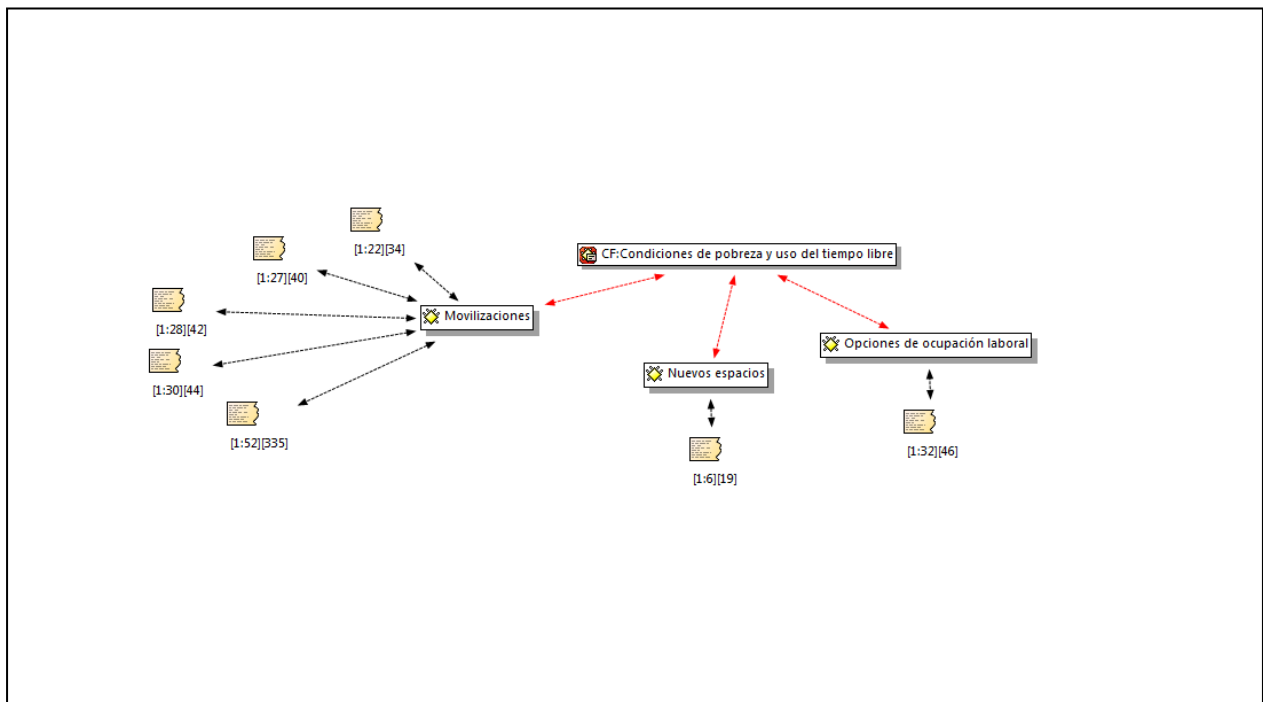 [1:22][34]
CF:Condiciones de pobreza y uso del tiempo libre
[1:27][40]
Movilizaciones
[1:28][42]
Opciones de ocupación laboral
Nuevos espacios
[1:30][44]
[1:52][335]
[1:32][46]
[1:6][19]